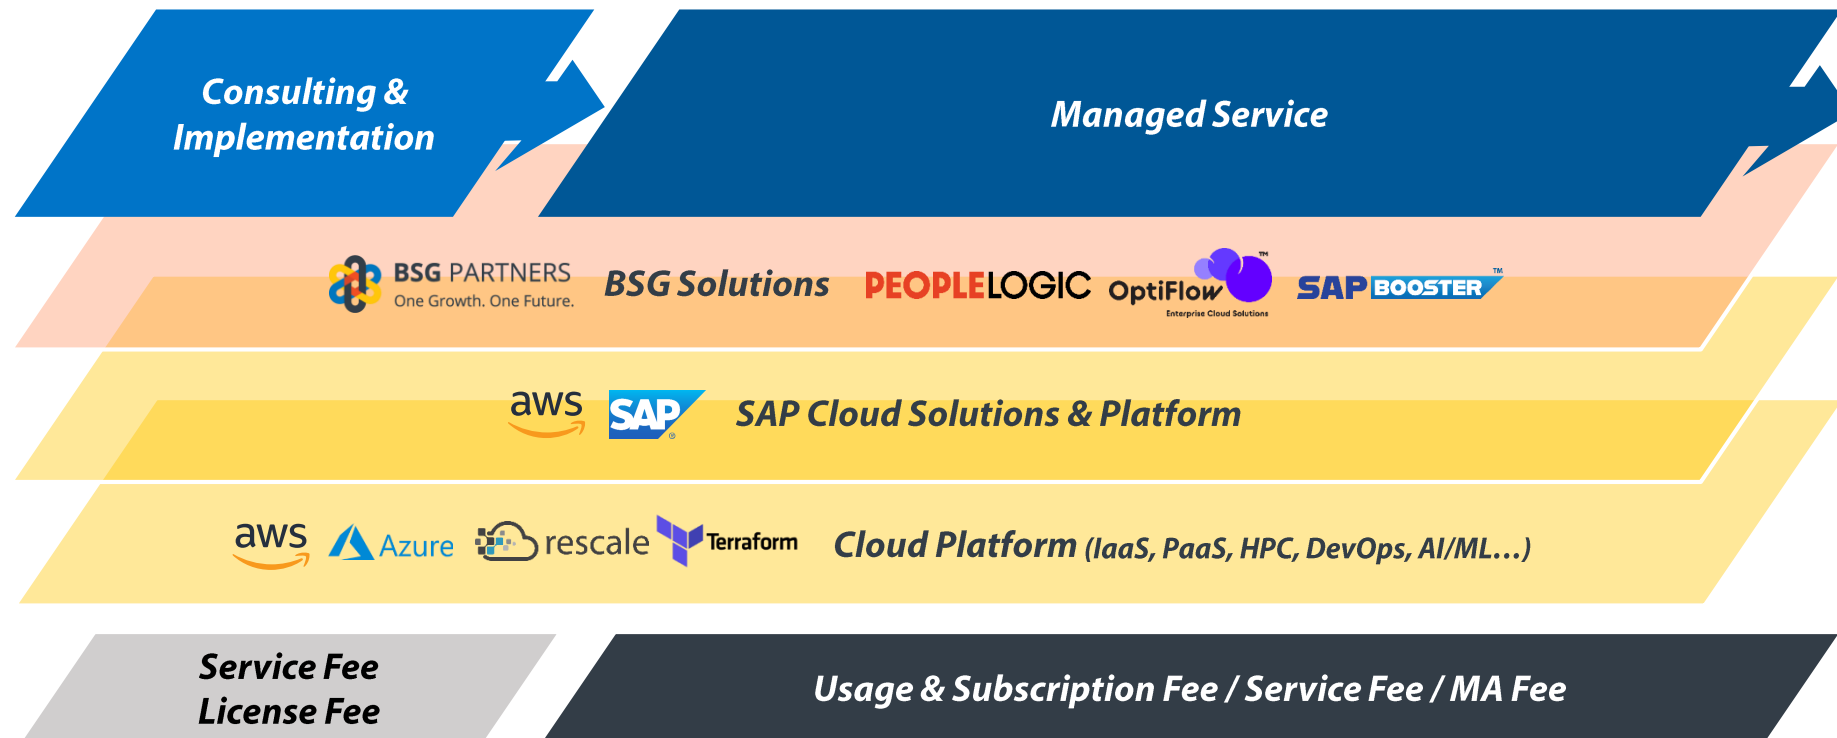 Consulting &
Implementation
Managed Service
BSG PARTNERS
One Growth. One Future.
BSG Solutions
PEOPLELOGIC
OptiFlow™
Enterprise Cloud Solutions
SAP BOOSTER™
aws
SAP®
SAP Cloud Solutions & Platform
aws
Azure
rescale
Terraform
Cloud Platform (IaaS, PaaS, HPC, DevOps, AI/ML...)
Service Fee
License Fee
Usage & Subscription Fee / Service Fee / MA Fee